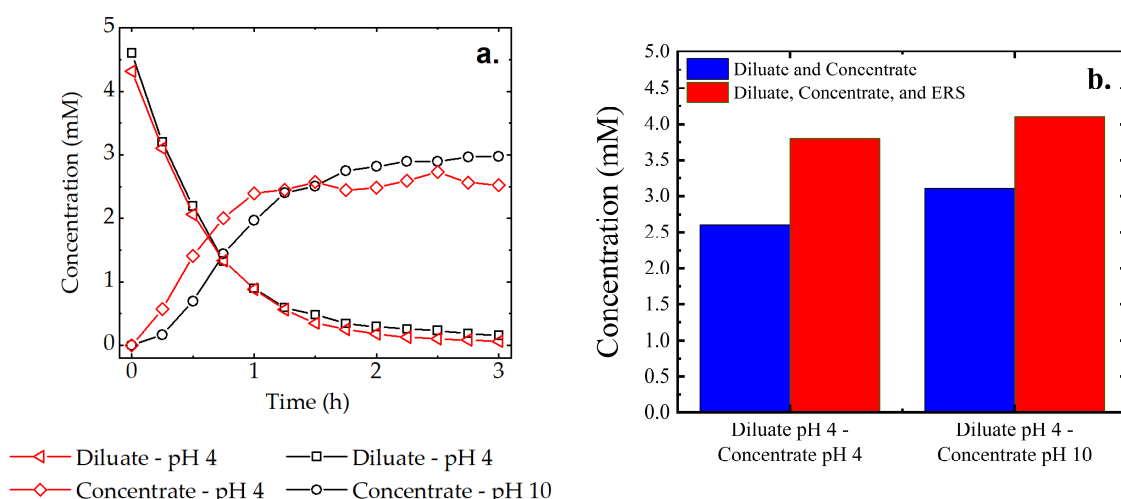 a.
5
4
3
2
1
0
Concentration (mM)
0
1
2
3
Time (h)
Diluate - pH 4
Diluate - pH 4
Concentrate - pH 4
Concentrate - pH 10
b.
5.0
4.5
4.0
3.5
3.0
2.5
2.0
1.5
1.0
0.5
0.0
Concentration (mM)
Diluate and Concentrate
Diluate, Concentrate, and ERS
Diluate pH 4 -
Concentrate pH 4
Diluate pH 4 -
Concentrate pH 10